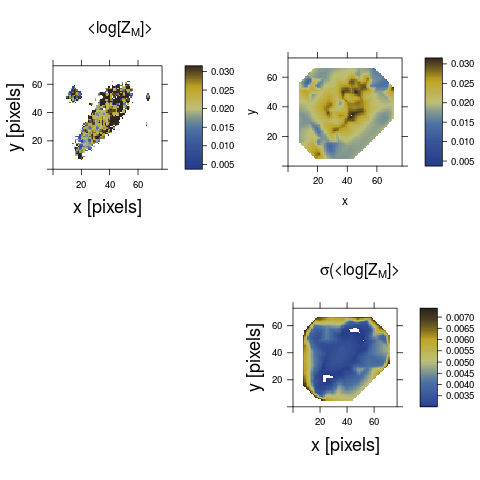 <log[Z_M]>
60
40
20
20 40 60
y [pixels]
x [pixels]
0.030
0.025
0.020
0.015
0.010
0.005
60
40
20
20 40 60
y
x
0.030
0.025
0.020
0.015
0.010
0.005
σ(<log[Z_M]>
60
40
20
20 40 60
y [pixels]
x [pixels]
0.0070
0.0065
0.0060
0.0055
0.0050
0.0045
0.0040
0.0035